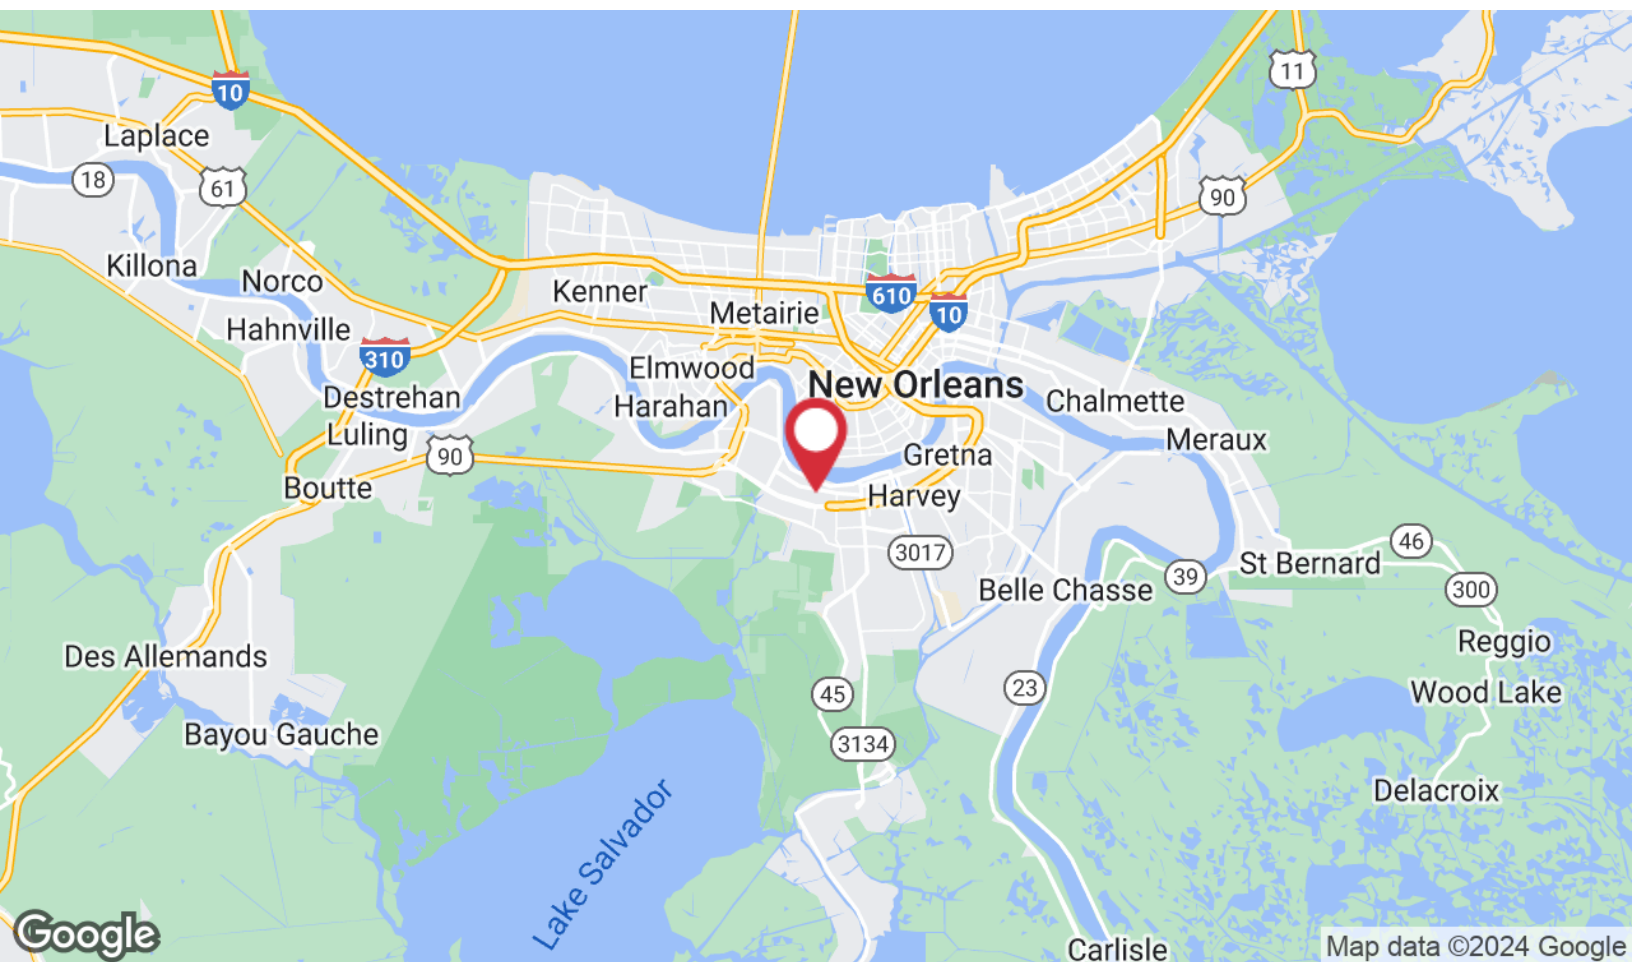 11
10
Laplace
18
61
90
Killona
Norco
Kenner
610
Metairie
10
Hahnville
310
Elmwood
New Orleans
Destrehan
Harahan
Chalmette
Luling
Meraux
90
Gretna
Boutte
Harvey
3017
46
St Bernard
39
Belle Chasse
300
Reggio
Des Allemands
23
Wood Lake
45
Bayou Gauche
3134
Delacroix
Lake Salvador
Google
Carlisle
Map data ©2024 Google